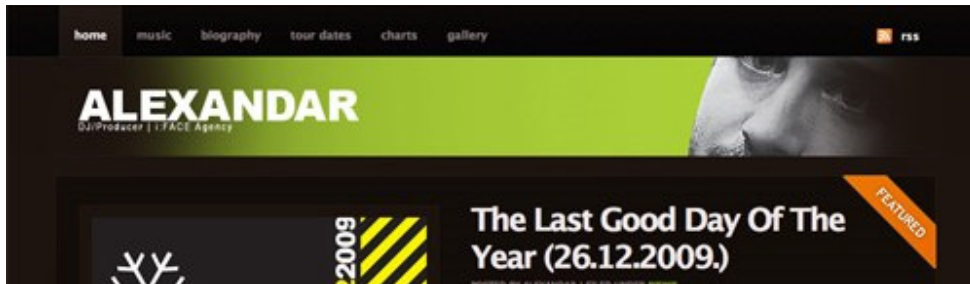 home music biography tour dates charts gallery rss
ALEXANDAR
DJ/Producer | i:FACE Agency
FEATURED
The Last Good Day Of The
Year (26.12.2009.)
2009